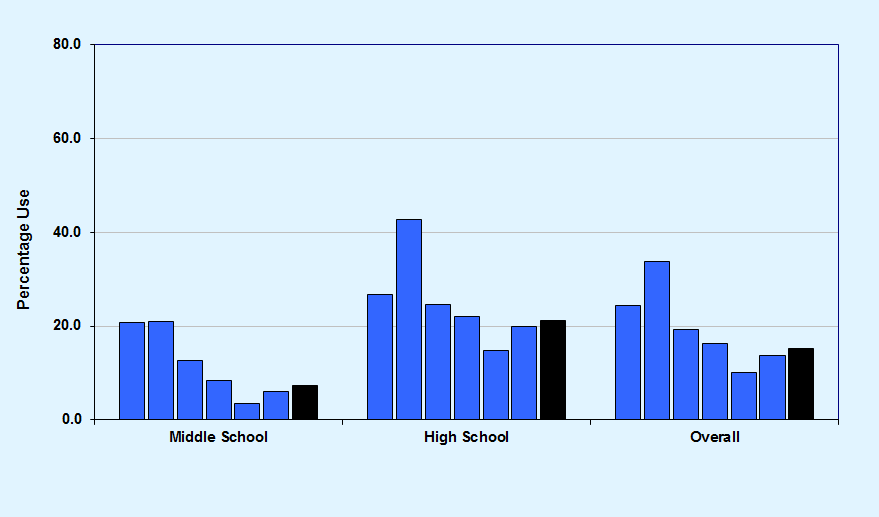 80.0
60.0
40.0
20.0
0.0
Percentage Use
Middle School
High School
Overall